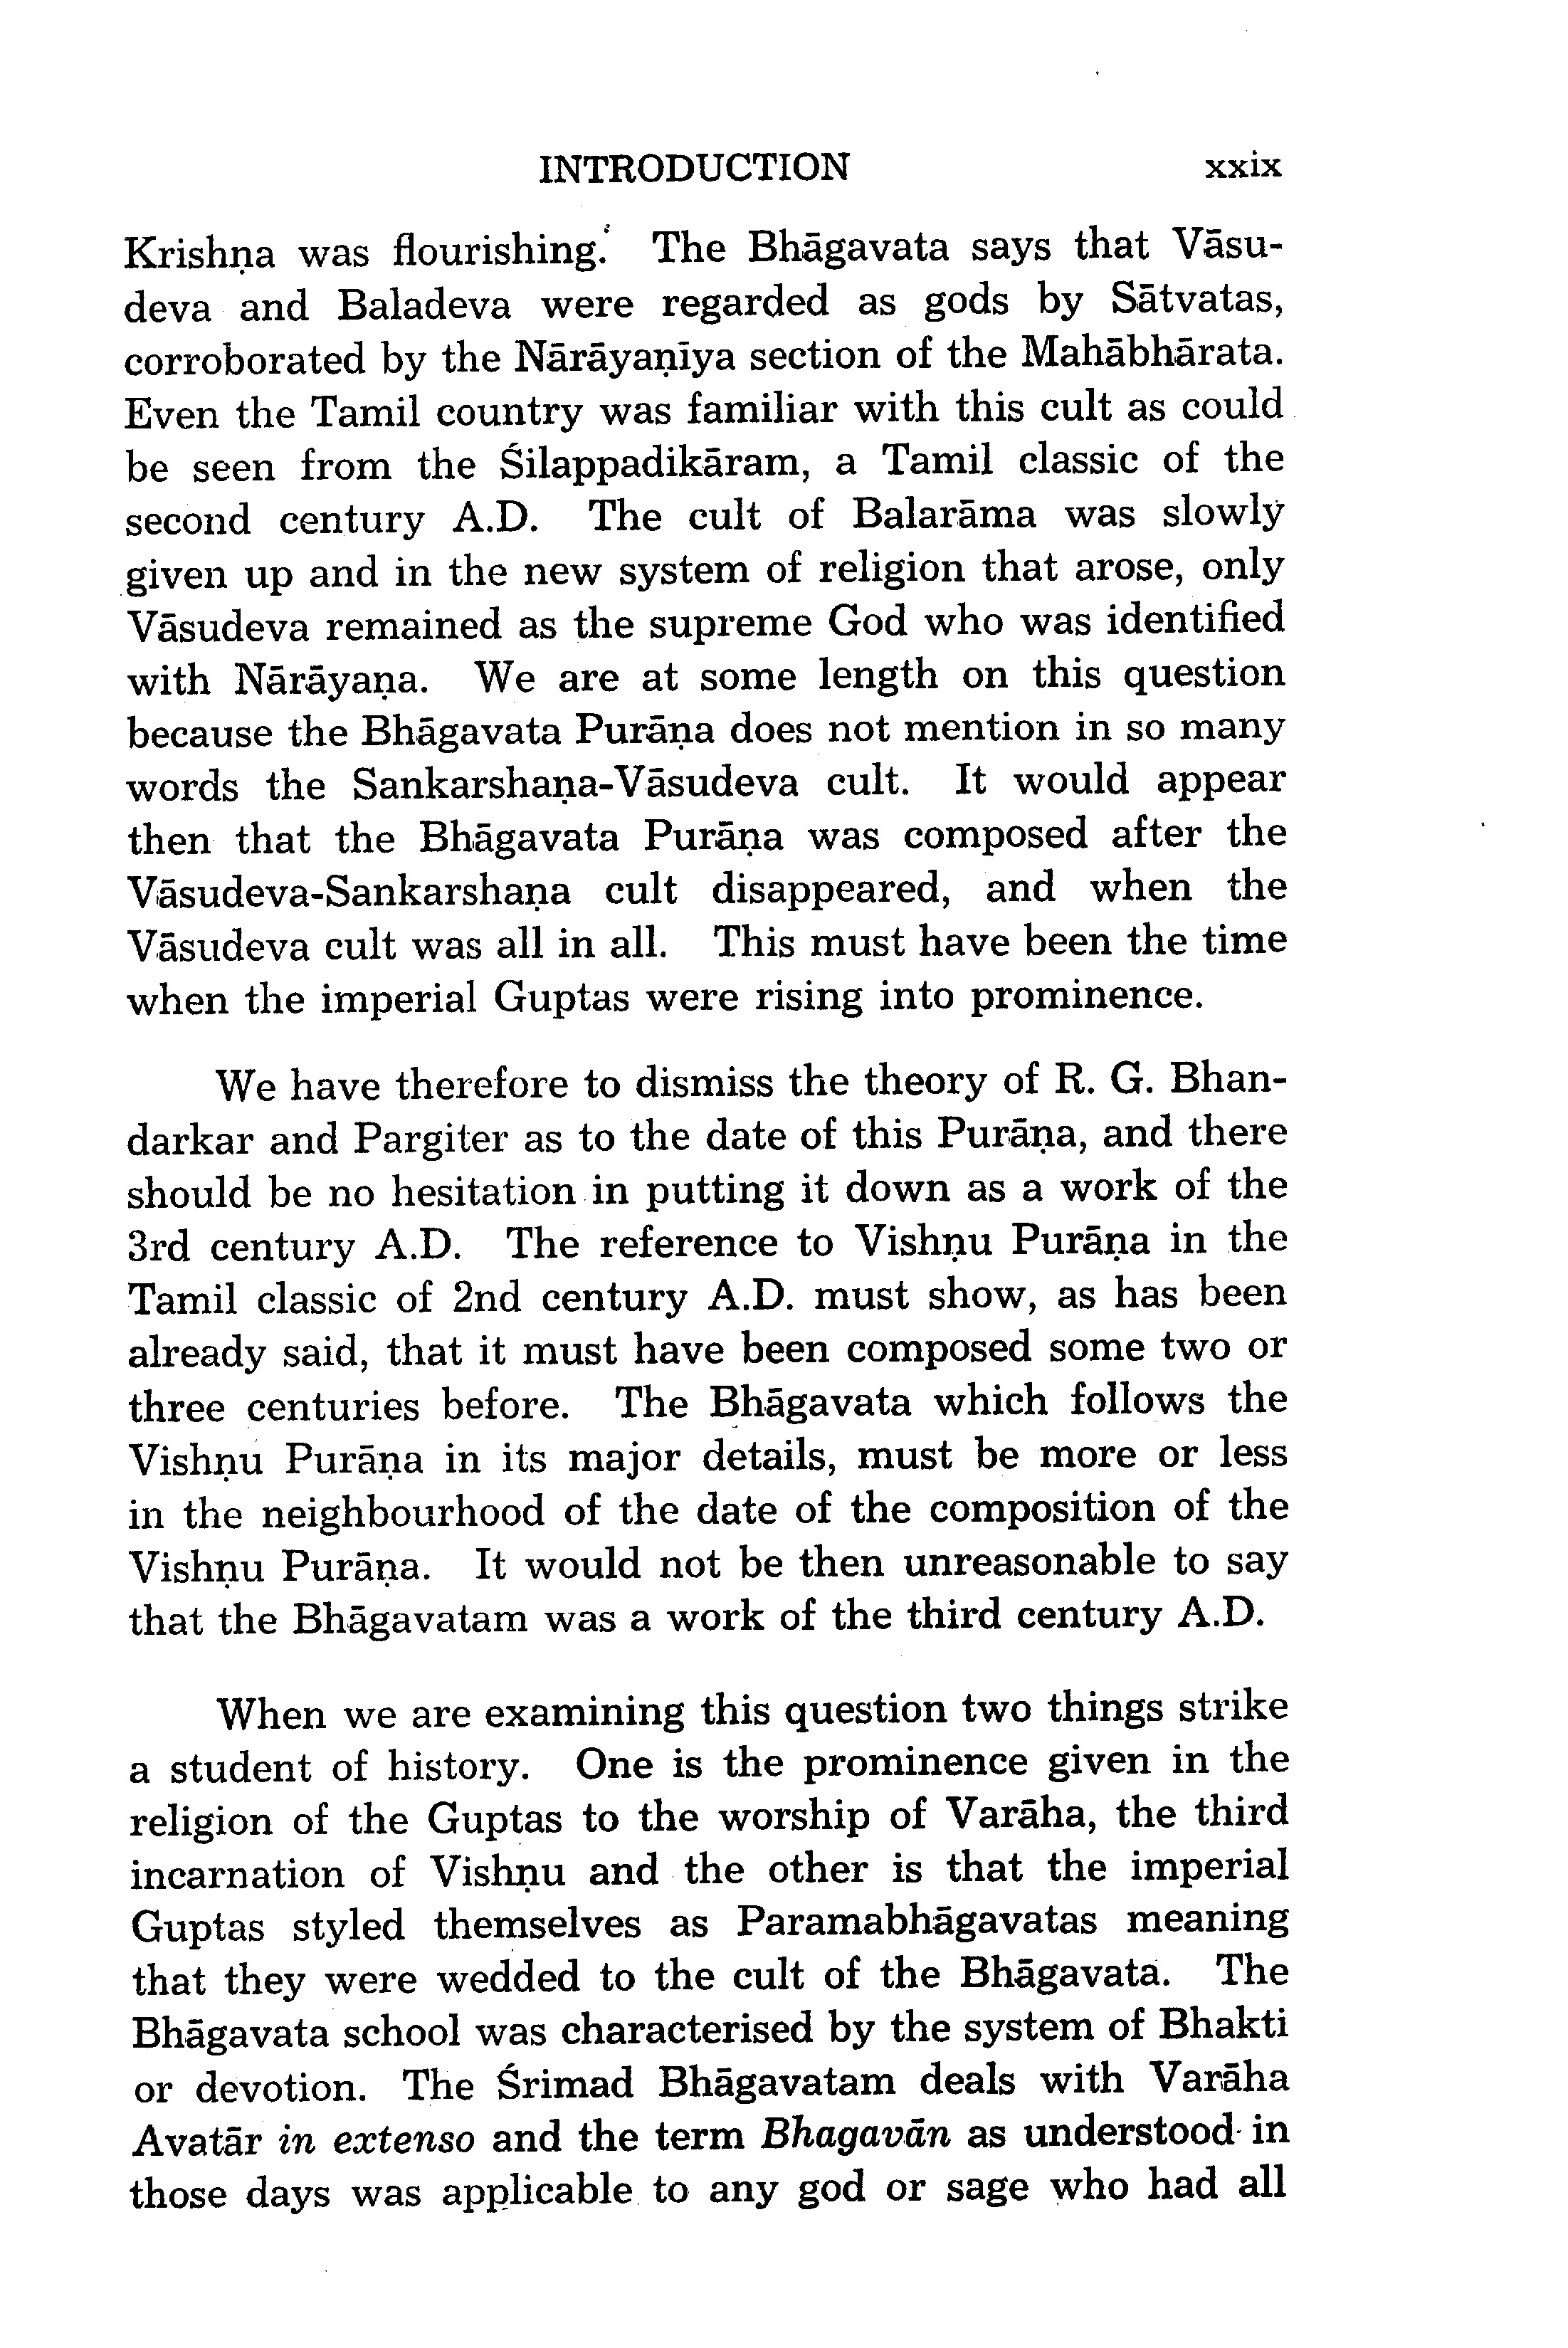 INTRODUCTION xxix
Krishṇa was flourishing. The Bhāgavata says that Vāsu-
deva and Baladeva were regarded as gods by Sātvatas,
corroborated by the Nārāyaṇīya section of the Mahābhārata.
Even the Tamil country was familiar with this cult as could
be seen from the Śilappadikāram, a Tamil classic of the
second century A.D. The cult of Balarāma was slowly
given up and in the new system of religion that arose, only
Vāsudeva remained as the supreme God who was identified
with Nārāyaṇa. We are at some length on this question
because the Bhāgavata Purāṇa does not mention in so many
words the Sankarshaṇa-Vāsudeva cult. It would appear
then that the Bhāgavata Purāṇa was composed after the
Vāsudeva-Sankarshaṇa cult disappeared, and when the
Vāsudeva cult was all in all. This must have been the time
when the imperial Guptas were rising into prominence.
We have therefore to dismiss the theory of R. G. Bhan-
darkar and Pargiter as to the date of this Purāṇa, and there
should be no hesitation in putting it down as a work of the
3rd century A.D. The reference to Vishṇu Purāṇa in the
Tamil classic of 2nd century A.D. must show, as has been
already said, that it must have been composed some two or
three centuries before. The Bhāgavata which follows the
Vishṇu Purāṇa in its major details, must be more or less
in the neighbourhood of the date of the composition of the
Vishṇu Purāṇa. It would not be then unreasonable to say
that the Bhāgavatam was a work of the third century A.D.
When we are examining this question two things strike
a student of history. One is the prominence given in the
religion of the Guptas to the worship of Varāha, the third
incarnation of Vishṇu and the other is that the imperial
Guptas styled themselves as Paramabhāgavatas meaning
that they were wedded to the cult of the Bhāgavata. The
Bhāgavata school was characterised by the system of Bhakti
or devotion. The Śrimad Bhāgavatam deals with Varāha
Avatār in extenso and the term Bhagavān as understood in
those days was applicable to any god or sage who had all